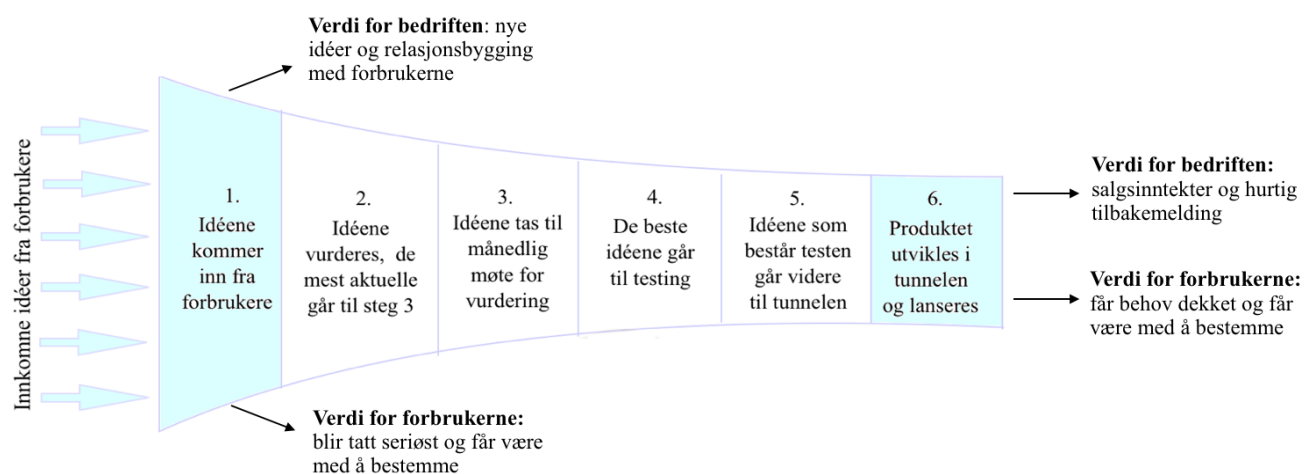 Verdi for bedriften: nye
idéer og relasjonsbygging
med forbrukerne
Innkomne idéer fra forbrukere
1.
Idéene
kommer
inn fra
forbrukere
2.
Idéene
vurderes, de
mest aktuelle
går til steg 3
3.
Idéene tas til
månedlig
møte for
vurdering
4.
De beste
idéene går
til testing
5.
Idéene som
består testen
går videre
til tunnelen
6.
Produktet
utvikles i
tunnelen
og lanseres
Verdi for bedriften:
salgsinntekter og hurtig
tilbakemelding
Verdi for forbrukerne:
får behov dekket og får
være med å bestemme
Verdi for forbrukerne:
blir tatt seriøst og får være
med å bestemme